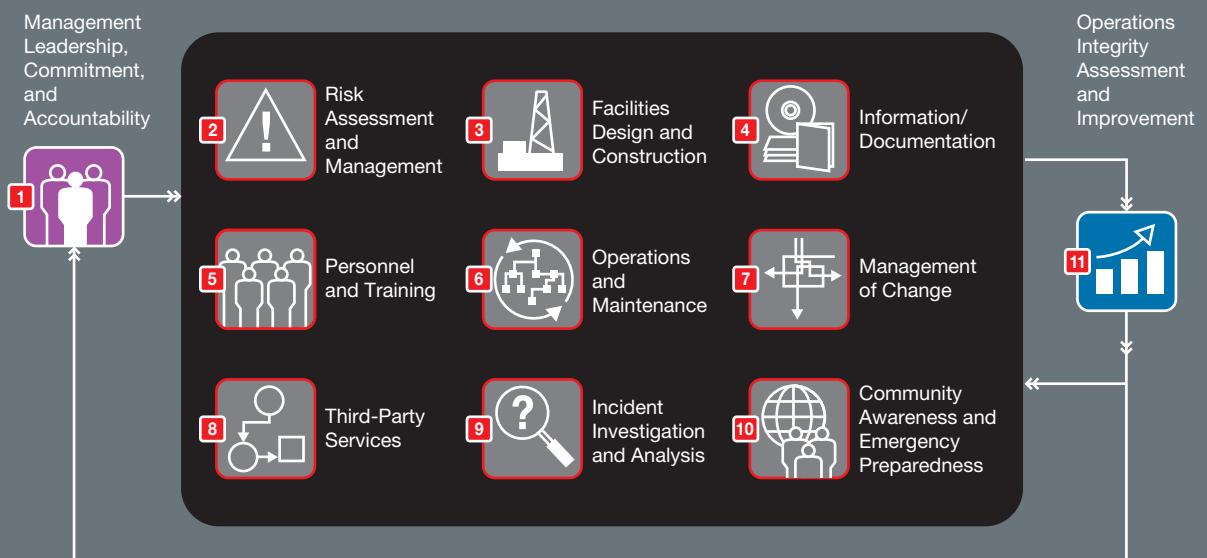 Management
Leadership,
Commitment,
and
Accountability
1
2
Risk
Assessment
and
Management
3
Facilities
Design and
Construction
4
Information/
Documentation
5
Personnel
and Training
6
Operations
and
Maintenance
7
Management
of Change
8
Third-Party
Services
9
?
Incident
Investigation
and Analysis
10
Community
Awareness and
Emergency
Preparedness
Operations
Integrity
Assessment
and
Improvement
11